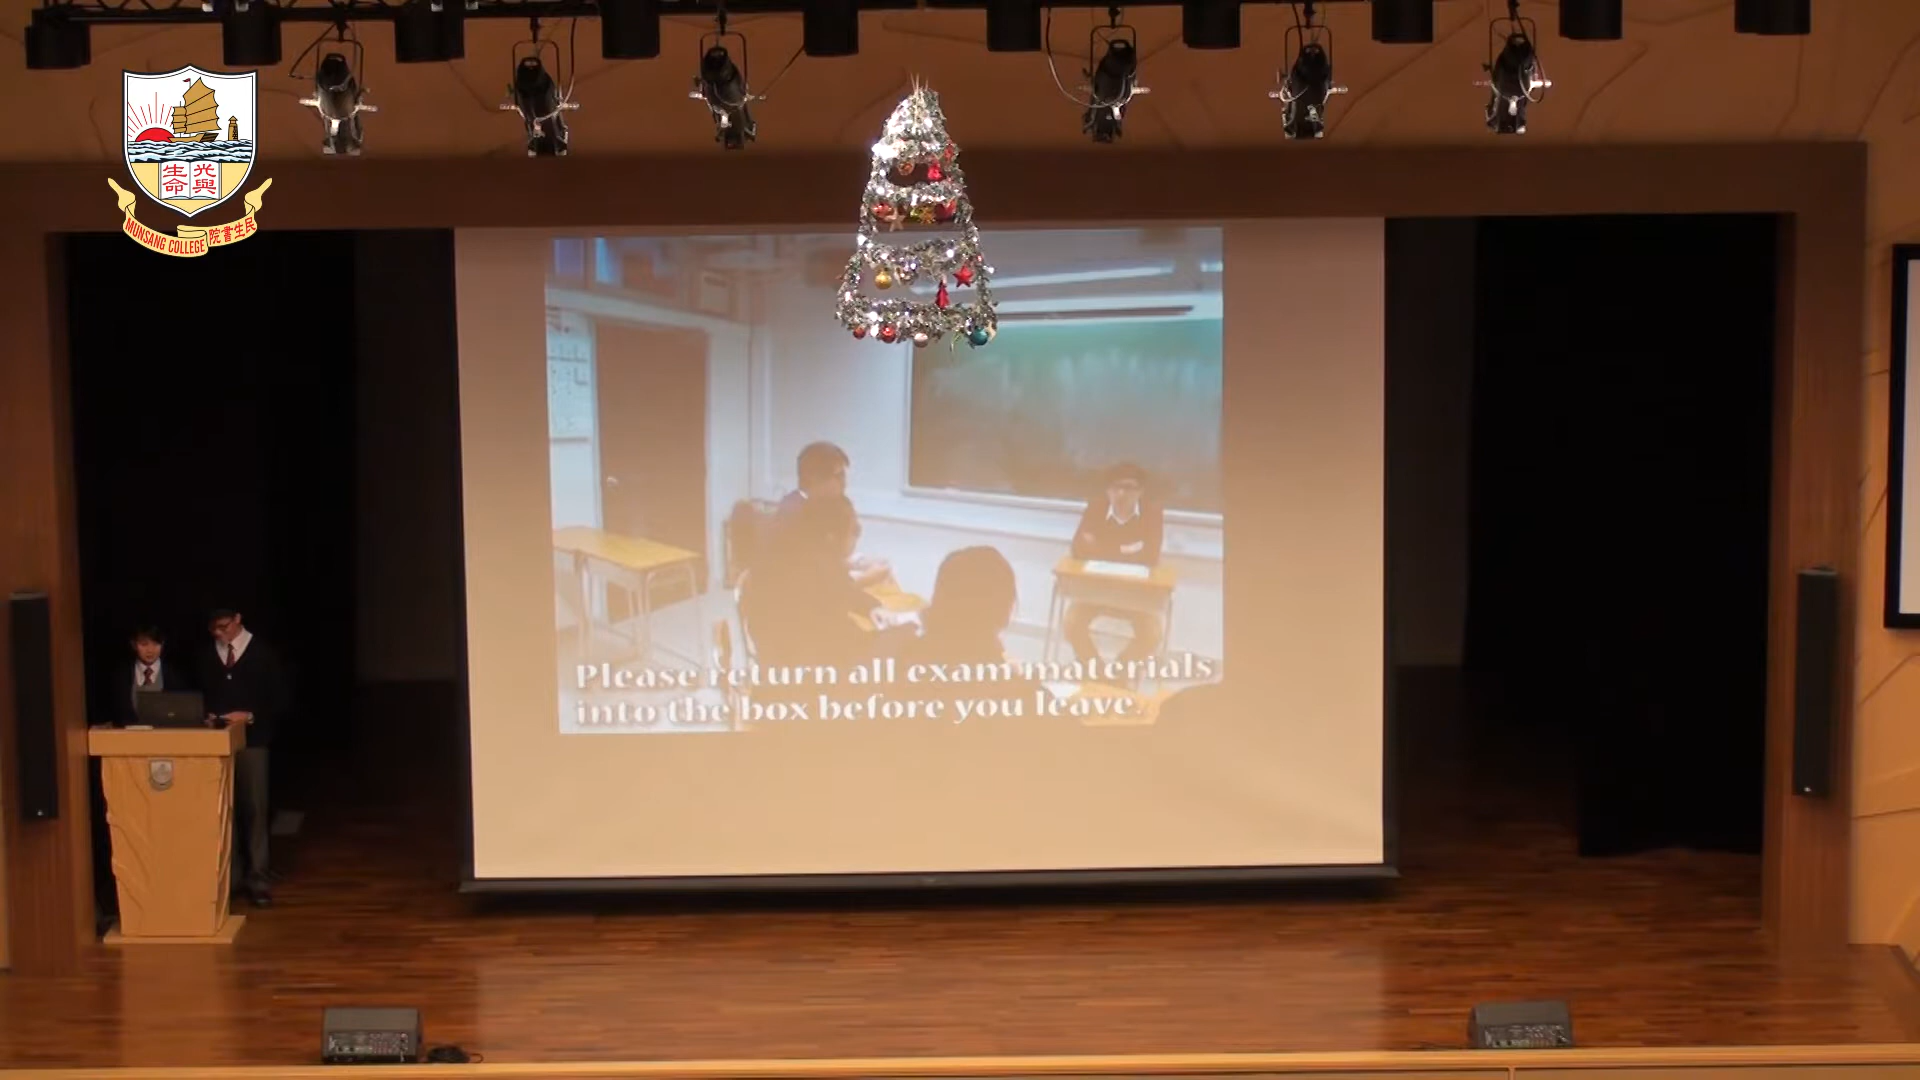 生光
命與
MUNSANG COLLEGE 院書生民
Please return all exam materials
into the box before you leave.